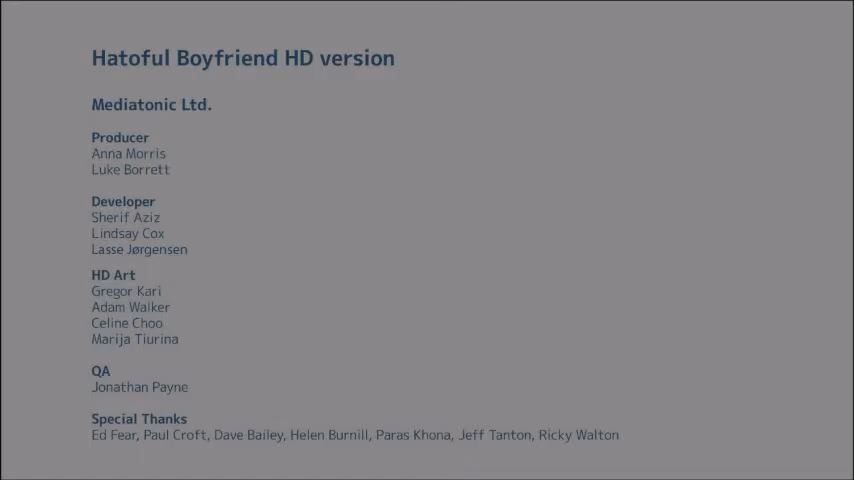 Hatoful Boyfriend HD version
Mediatonic Ltd.
Producer
Anna Morris
Luke Borrett
Developer
Sherif Aziz
Lindsay Cox
Lasse Jørgensen
HD Art
Gregor Kari
Adam Walker
Celine Choo
Marija Tiurina
QA
Jonathan Payne
Special Thanks
Ed Fear, Paul Croft, Dave Bailey, Helen Burnill, Paras Khona, Jeff Tanton, Ricky Walton